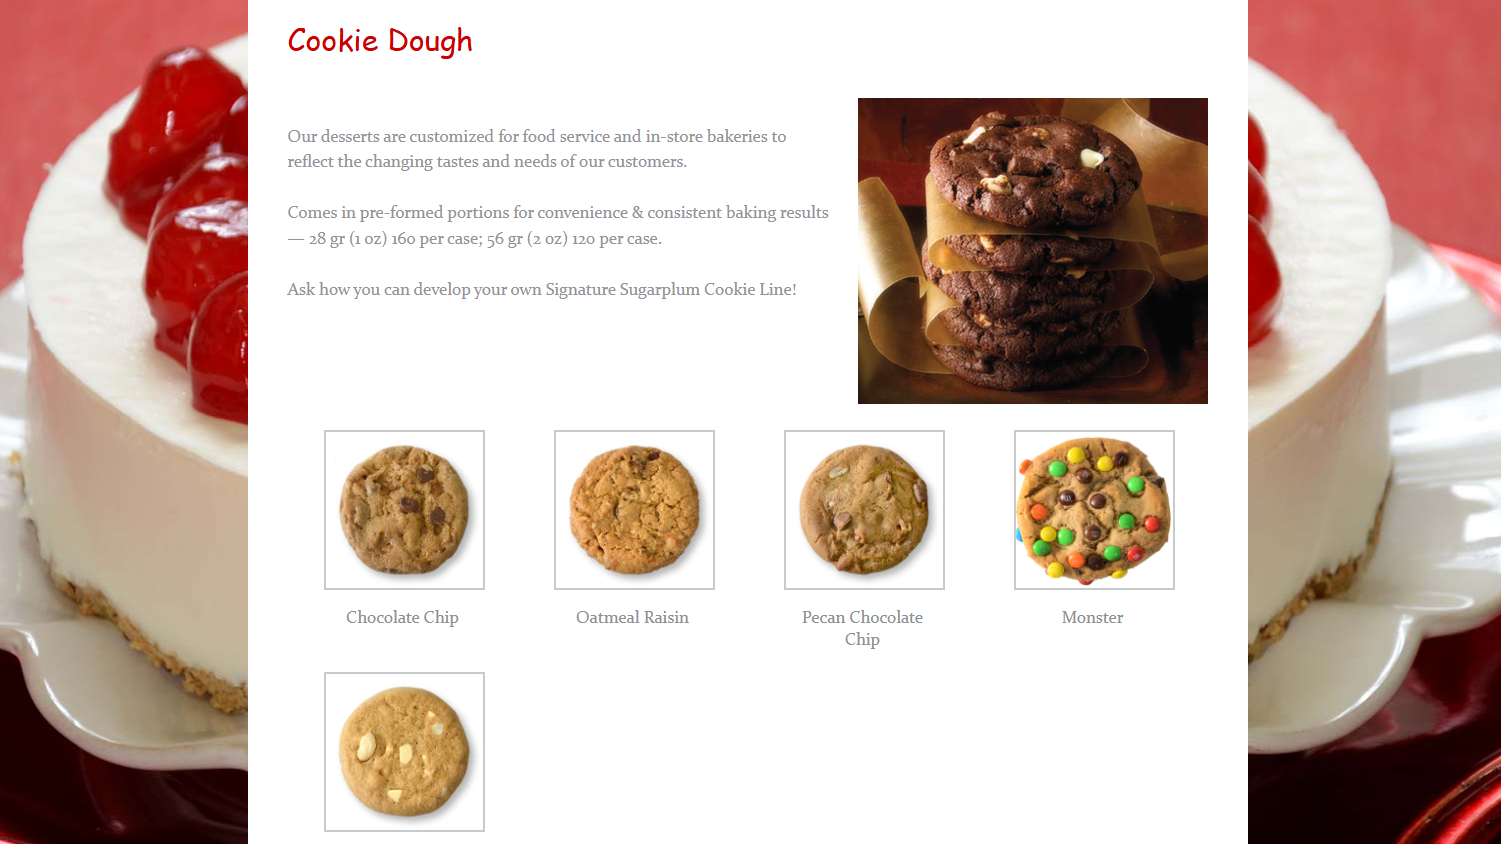 Cookie Dough
Our desserts are customized for food service and in-store bakeries to
reflect the changing tastes and needs of our customers.
Comes in pre-formed portions for convenience & consistent baking results
— 28 gr (1 oz) 160 per case; 56 gr (2 oz) 120 per case.
Ask how you can develop your own Signature Sugarplum Cookie Line!
Chocolate Chip
Oatmeal Raisin
Pecan Chocolate
Chip
Monster